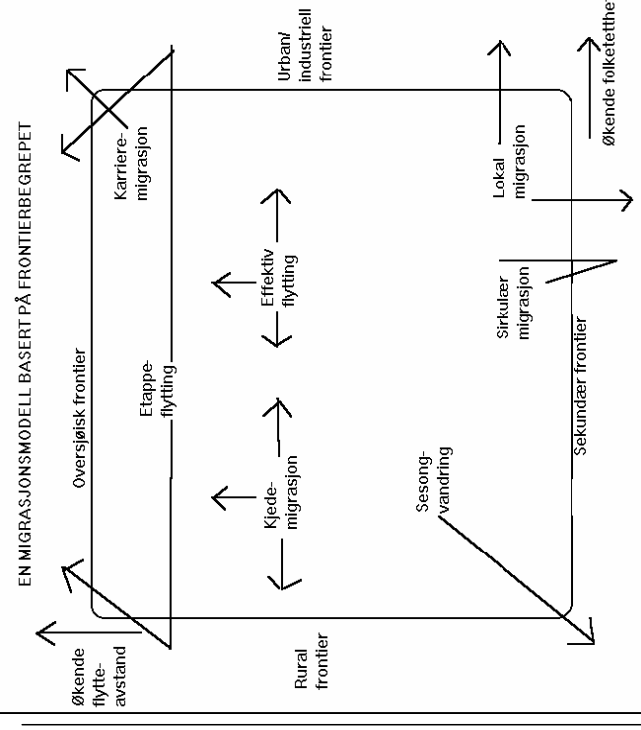 EN MIGRASJONSMODELL BASERT PÅ FRONTIERBEGREPET
Økende
flytte-
avstand
Oversjøisk frontier
Karriere-
migrasjon
Etappe-
flytting
Urban/
industriell
frontier
Kjede-
migrasjon
Effektiv
flytting
Rural
frontier
Sesong-
vandring
Sirkulær
migrasjon
Lokal
migrasjon
Sekundær frontier
Økende folketetthet